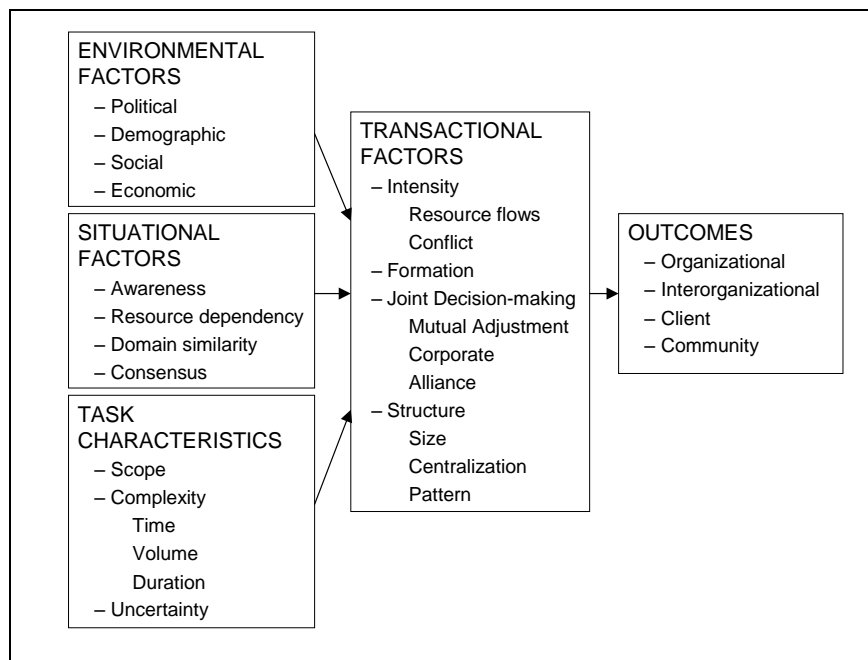 ENVIRONMENTAL
FACTORS
– Political
– Demographic
– Social
– Economic
SITUATIONAL
FACTORS
– Awareness
– Resource dependency
– Domain similarity
– Consensus
TASK
CHARACTERISTICS
– Scope
– Complexity
Time
Volume
Duration
– Uncertainty
TRANSACTIONAL
FACTORS
– Intensity
Resource flows
Conflict
– Formation
– Joint Decision-making
Mutual Adjustment
Corporate
Alliance
– Structure
Size
Centralization
Pattern
OUTCOMES
– Organizational
– Interorganizational
– Client
– Community